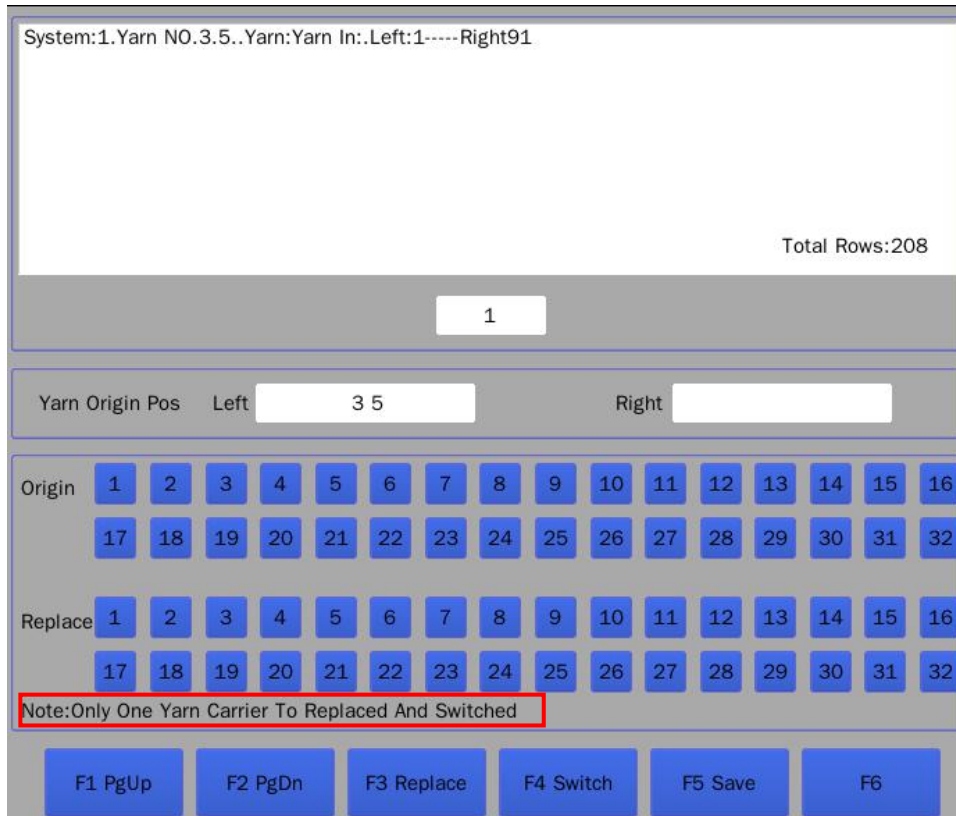 System:1.Yarn NO.3.5..Yarn:Yarn In:.Left:1-----Right91
Total Rows:208
1
Yarn Origin Pos Left 3 5 Right
Origin 1 2 3 4 5 6 7 8 9 10 11 12 13 14 15 16
17 18 19 20 21 22 23 24 25 26 27 28 29 30 31 32
Replace 1 2 3 4 5 6 7 8 9 10 11 12 13 14 15 16
17 18 19 20 21 22 23 24 25 26 27 28 29 30 31 32
Note:Only One Yarn Carrier To Replaced And Switched
F1 PgUp F2 PgDn F3 Replace F4 Switch F5 Save F6